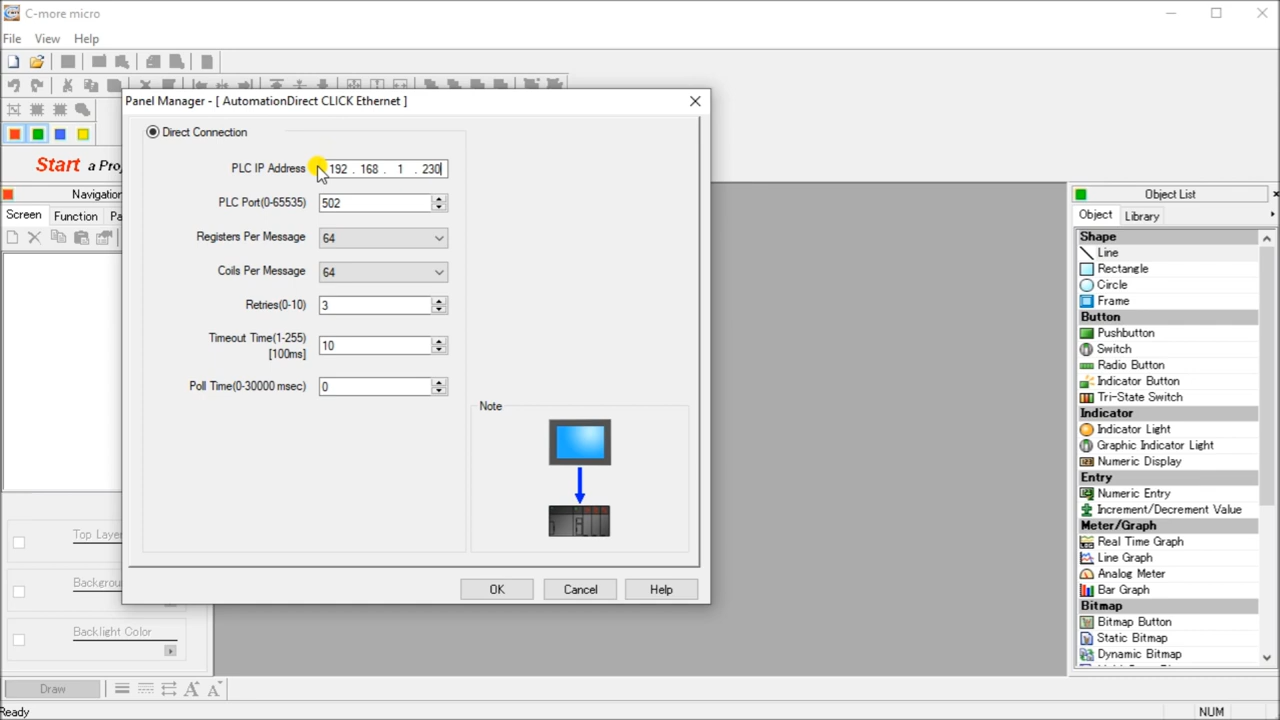 C-more micro
File View Help
Start a Proj
Navigation
Screen Function Pa
Top Layer
Backgrou
Backlight Color
Draw
Ready
NUM
Panel Manager - [ AutomationDirect CLICK Ethernet ]
Direct Connection
PLC IP Address 192 . 168 . 1 . 230
PLC Port(0-65535) 502
Registers Per Message 64
Coils Per Message 64
Retries(0-10) 3
Timeout Time(1-255)
[100ms] 10
Poll Time(0-30000 msec) 0
Note
OK Cancel Help
Object List
Object Library
Shape
Line
Rectangle
Circle
Frame
Button
Pushbutton
Switch
Radio Button
Indicator Button
Tri-State Switch
Indicator
Indicator Light
Graphic Indicator Light
Numeric Display
Entry
Numeric Entry
Increment/Decrement Value
Meter/Graph
Real Time Graph
Line Graph
Analog Meter
Bar Graph
Bitmap
Bitmap Button
Static Bitmap
Dynamic Bitmap